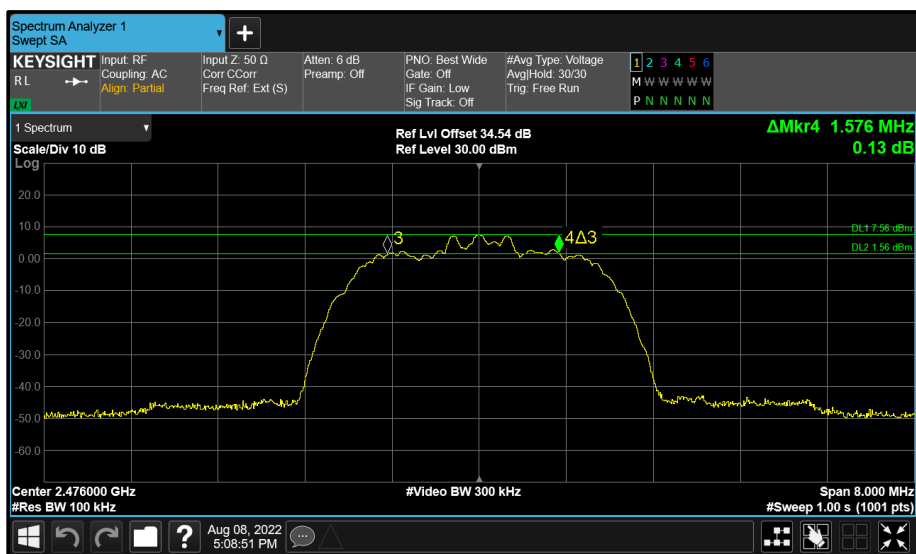 Spectrum Analyzer 1
Swept SA
+
KEYSIGHT
R L
LXI
Input: RF
Coupling: AC
Align: Partial
Input Z: 50 Ω
Corr CCorr
Freq Ref: Ext (S)
Atten: 6 dB
Preamp: Off
PNO: Best Wide
Gate: Off
IF Gain: Low
Sig Track: Off
#Avg Type: Voltage
Avg|Hold: 30/30
Trig: Free Run
1 2 3 4 5 6
M W W W W W
P N N N N N
1 Spectrum
Scale/Div 10 dB
Ref Lvl Offset 34.54 dB
Ref Level 30.00 dBm
ΔMkr4 1.576 MHz
0.13 dB
Log
20.0
10.0
0.00
-10.0
-20.0
-30.0
-40.0
-50.0
-60.0
3
4Δ3
DL1 7.56 dBm
DL2 1.56 dBm
Center 2.476000 GHz
#Res BW 100 kHz
#Video BW 300 kHz
Span 8.000 MHz
#Sweep 1.00 s (1001 pts)
?
Aug 08, 2022
5:08:51 PM